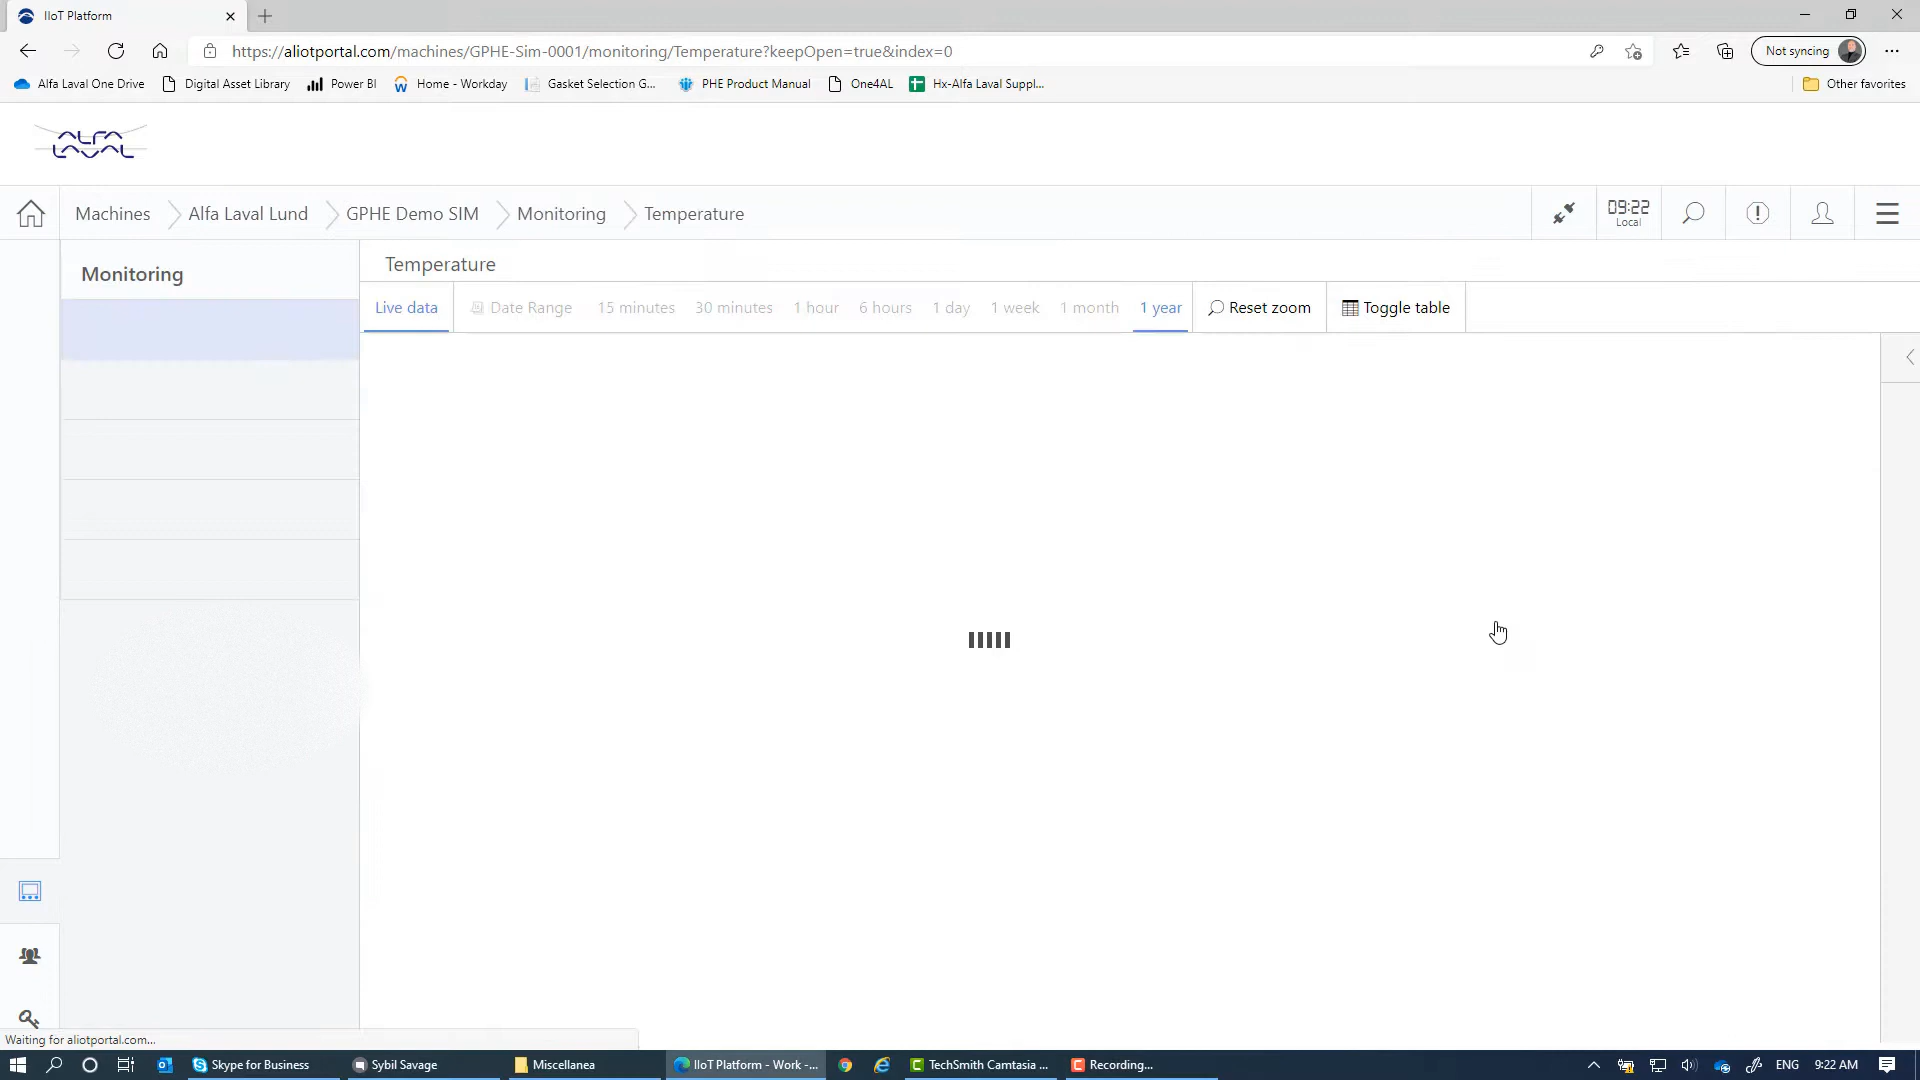 IIoT Platform
https://aliotportal.com/machines/GPHE-Sim-0001/monitoring/Temperature?keepOpen=true&index=0
Not syncing
Alfa Laval One Drive
Digital Asset Library
Power BI
Home - Workday
Gasket Selection G...
PHE Product Manual
One4AL
Hx-Alfa Laval Suppl...
Other favorites
ALFA
LAVAL
Machines
Alfa Laval Lund
GPHE Demo SIM
Monitoring
Temperature
09:22
Local
Monitoring
Temperature
Live data
Date Range
15 minutes
30 minutes
1 hour
6 hours
1 day
1 week
1 month
1 year
Reset zoom
Toggle table
Waiting for aliotportal.com...
Skype for Business
Sybil Savage
Miscellanea
IIoT Platform - Work -...
TechSmith Camtasia ...
Recording...
ENG
9:22 AM